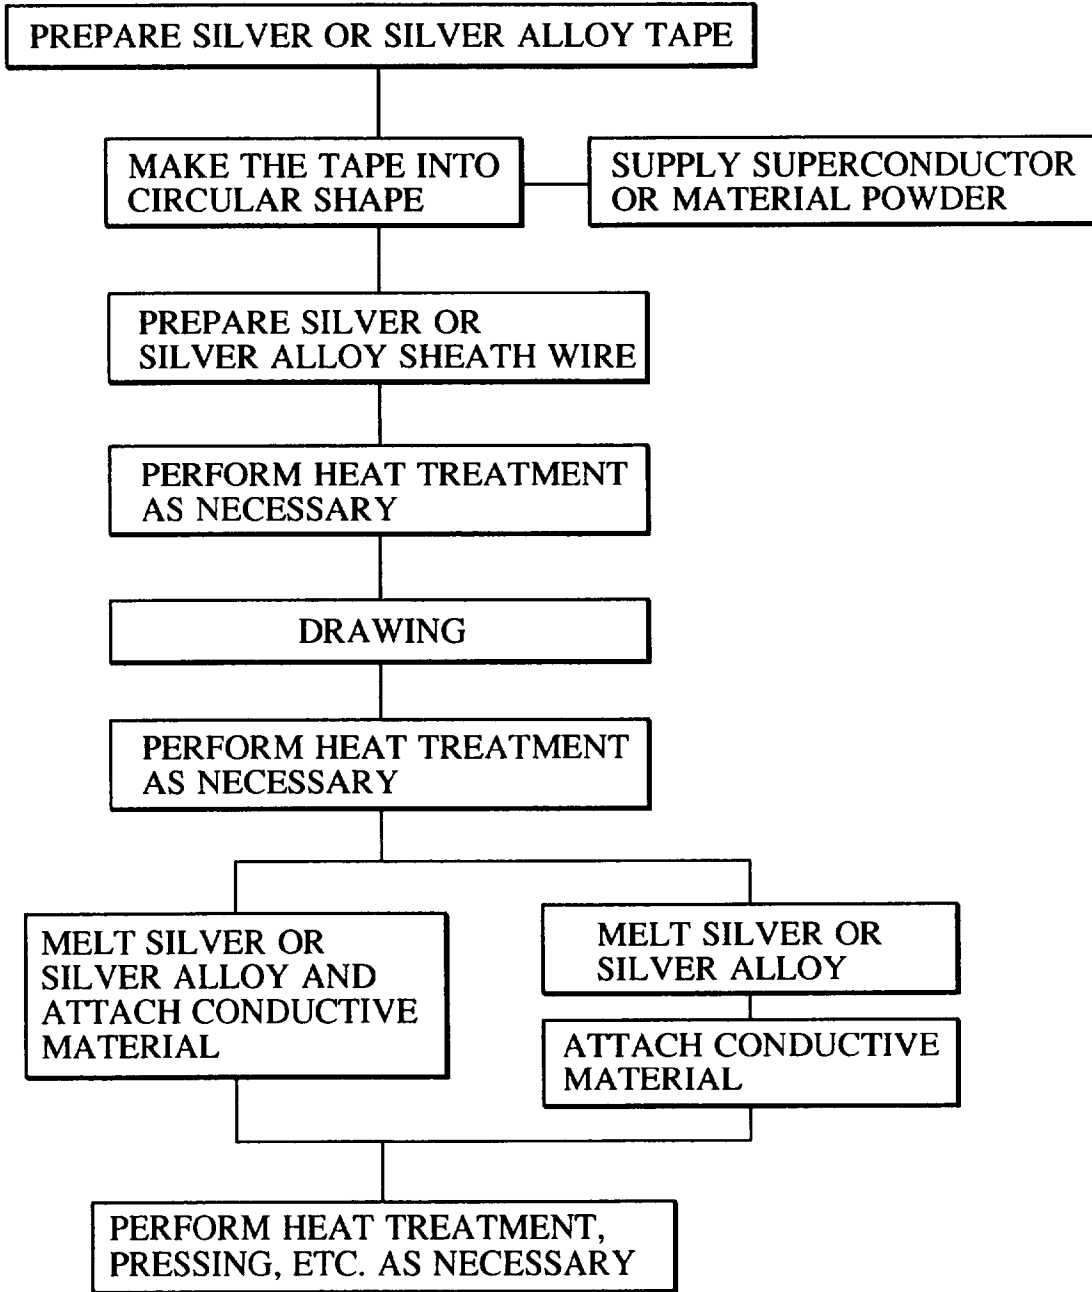 PREPARE SILVER OR SILVER ALLOY TAPE
MAKE THE TAPE INTO
CIRCULAR SHAPE
SUPPLY SUPERCONDUCTOR
OR MATERIAL POWDER
PREPARE SILVER OR
SILVER ALLOY SHEATH WIRE
PERFORM HEAT TREATMENT
AS NECESSARY
DRAWING
PERFORM HEAT TREATMENT
AS NECESSARY
MELT SILVER OR
SILVER ALLOY AND
ATTACH CONDUCTIVE
MATERIAL
MELT SILVER OR
SILVER ALLOY
ATTACH CONDUCTIVE
MATERIAL
PERFORM HEAT TREATMENT,
PRESSING, ETC. AS NECESSARY